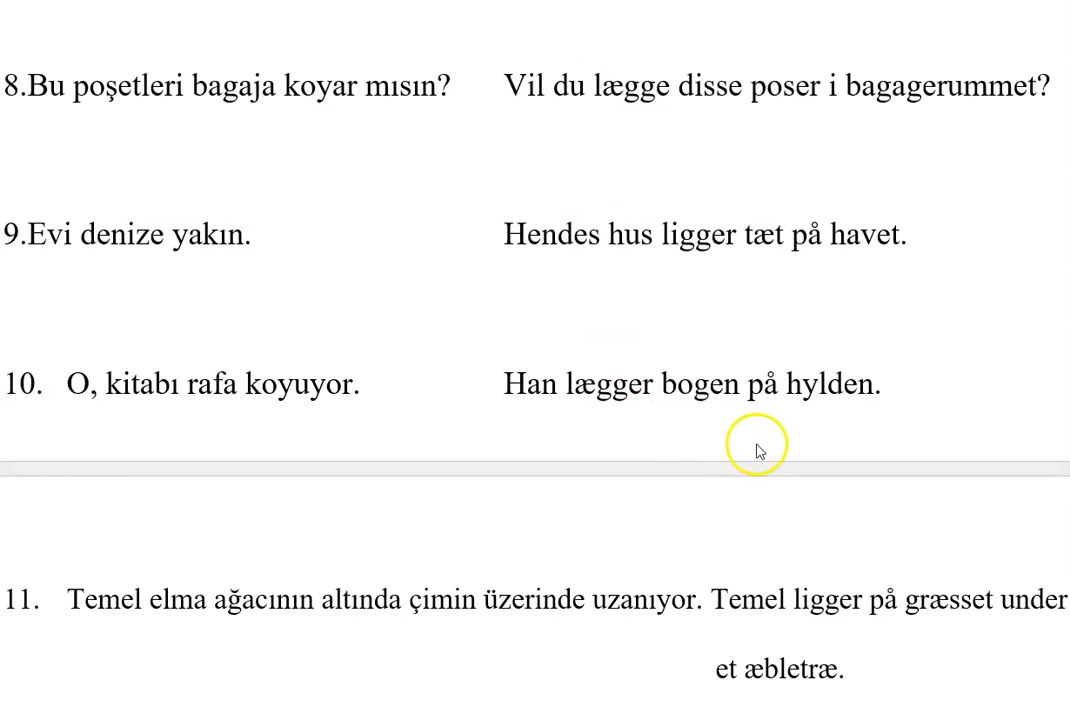 8.Bu poşetleri bagaja koyar mısın? Vil du lægge disse poser i bagagerummet?
9.Evi denize yakın. Hendes hus ligger tæt på havet.
10. O, kitabı rafa koyuyor. Han lægger bogen på hylden.
11. Temel elma ağacının altında çimin üzerinde uzanıyor. Temel ligger på græsset under
et æbletræ.